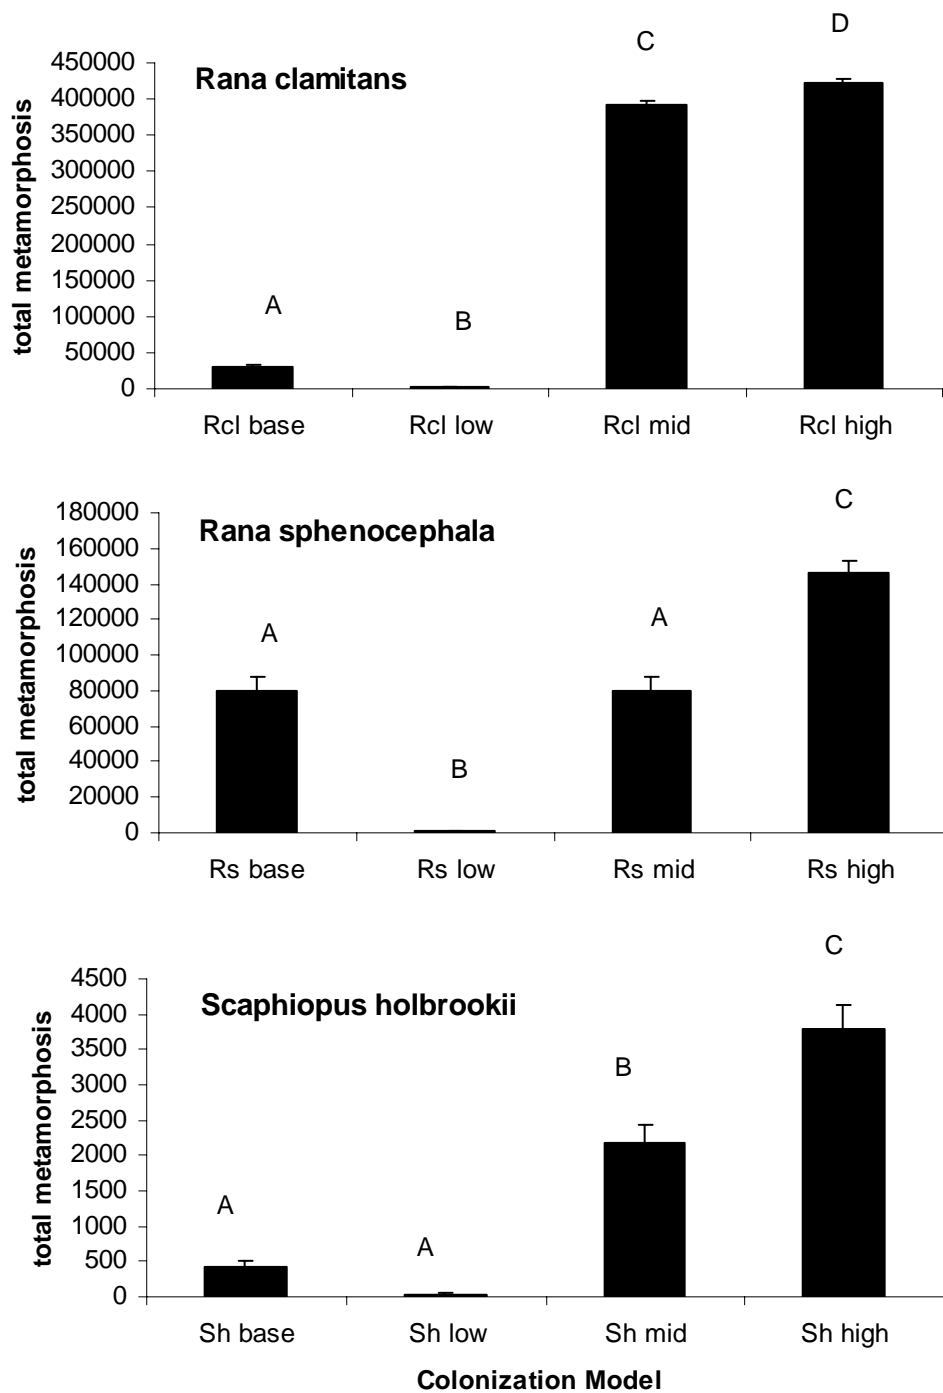 D
C
450000
Rana clamitans
400000
350000
300000
250000
200000
150000
A
B
100000
50000
0
total metamorphosis
Rcl base Rcl low Rcl mid Rcl high
C
180000
Rana sphenocephala
160000
140000
120000
A
A
100000
80000
60000
40000
B
20000
0
total metamorphosis
Rs base Rs low Rs mid Rs high
C
4500
Scaphiopus holbrookii
4000
3500
B
3000
2500
2000
1500
A
1000
A
500
0
total metamorphosis
Sh base Sh low Sh mid Sh high
Colonization Model